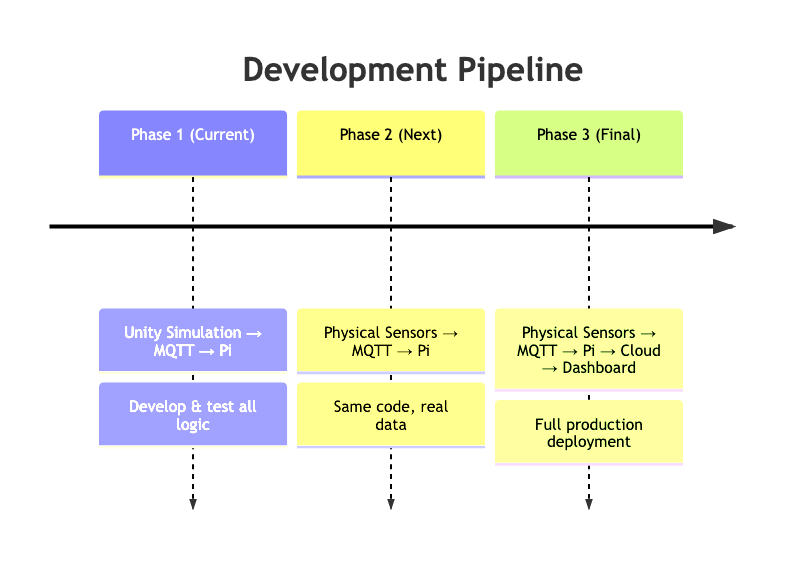 Development Pipeline
Phase 1 (Current)
Phase 2 (Next)
Phase 3 (Final)
Unity Simulation →
MQTT → Pi
Develop & test all
logic
Physical Sensors →
MQTT → Pi
Same code, real
data
Physical Sensors →
MQTT → Pi → Cloud
→ Dashboard
Full production
deployment